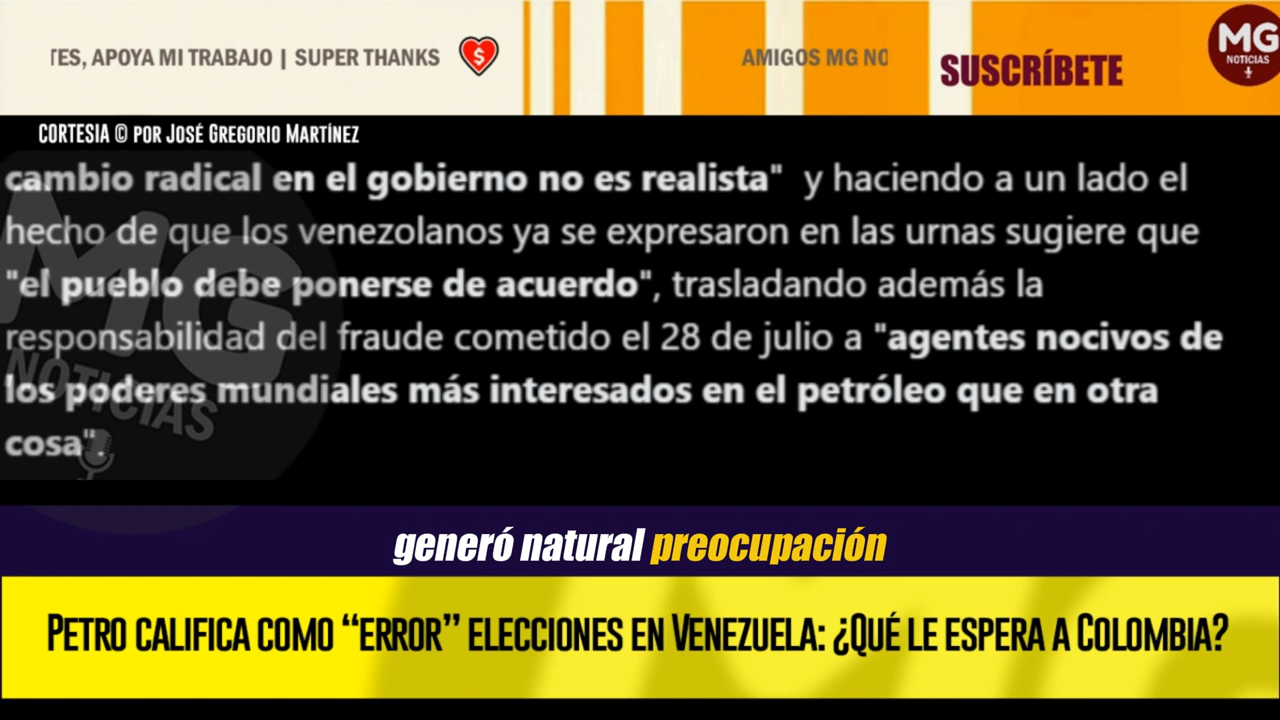 TES, APOYA MI TRABAJO | SUPER THANKS
AMIGOS MG NO
SUSCRÍBETE
MG
NOTICIAS
CORTESIA © POR JOSÉ GREGORIO MARTÍNEZ
cambio radical en el gobierno no es realista" y haciendo a un lado el
hecho de que los venezolanos ya se expresaron en las urnas sugiere que
"el pueblo debe ponerse de acuerdo", trasladando además la
responsabilidad del fraude cometido el 28 de julio a "agentes nocivos de
los poderes mundiales más interesados en el petróleo que en otra
cosa".
MG
NOTICIAS
generó natural preocupación
PETRO CALIFICA COMO “ERROR” ELECCIONES EN VENEZUELA: ¿QUÉ LE ESPERA A COLOMBIA?